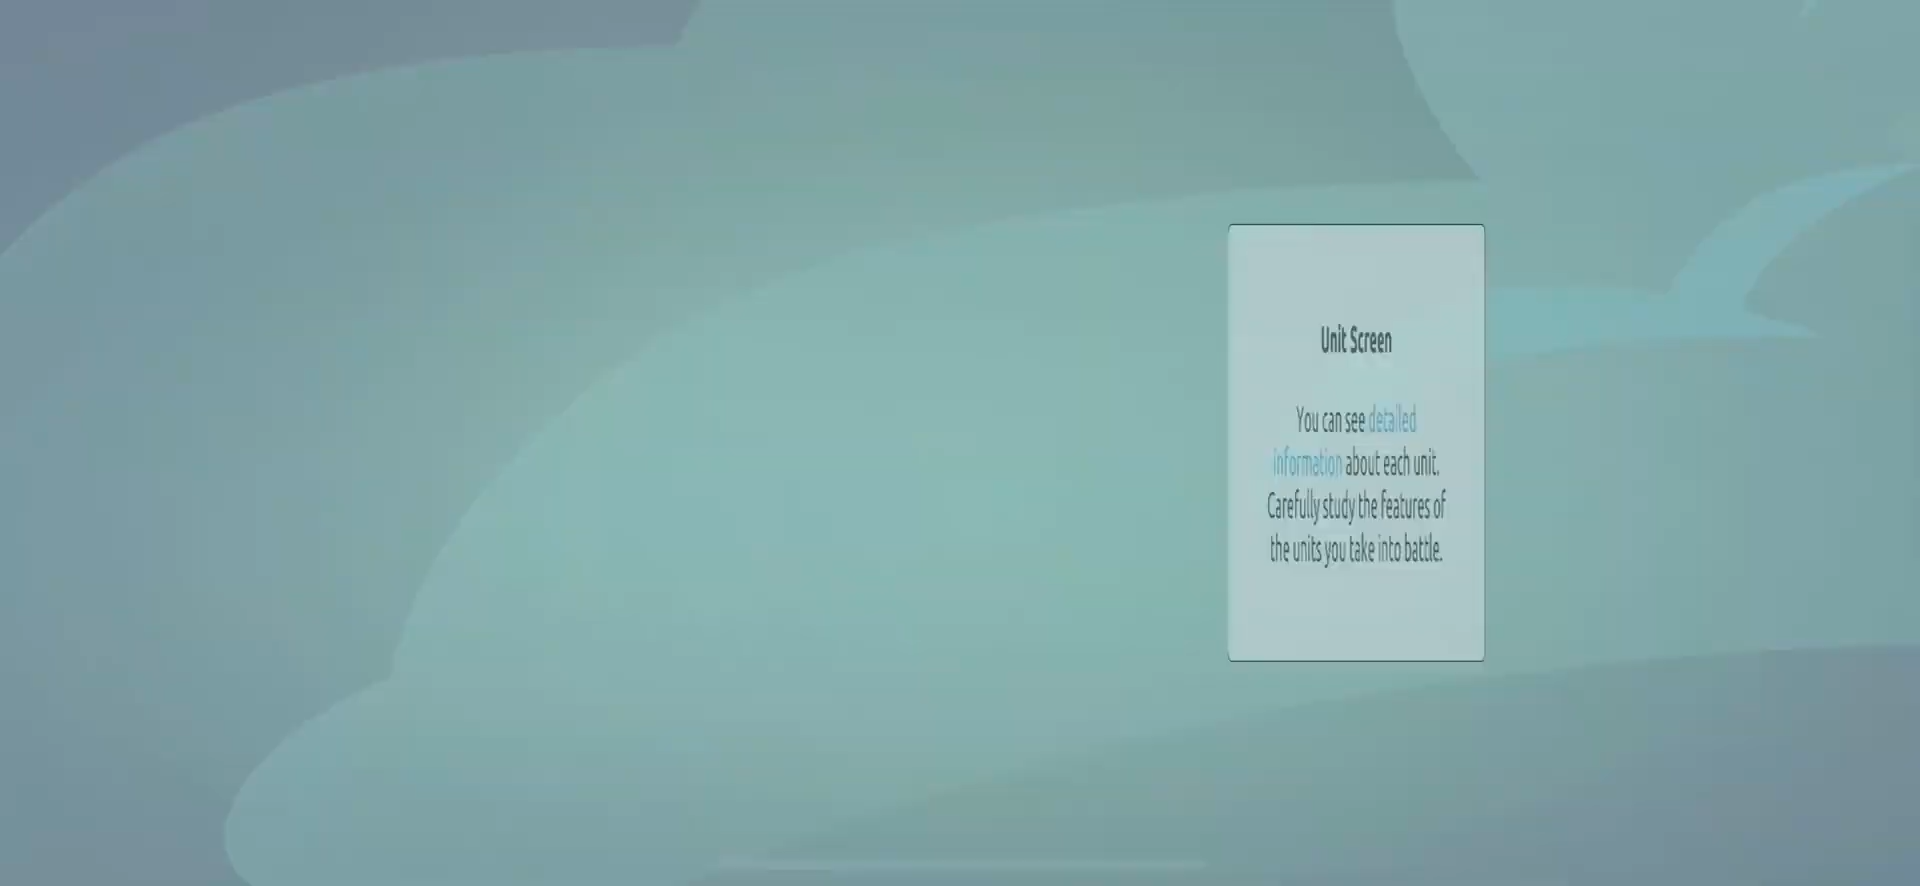 Unit Screen
You can see detailed
information about each unit.
Carefully study the features of
the units you take into battle.